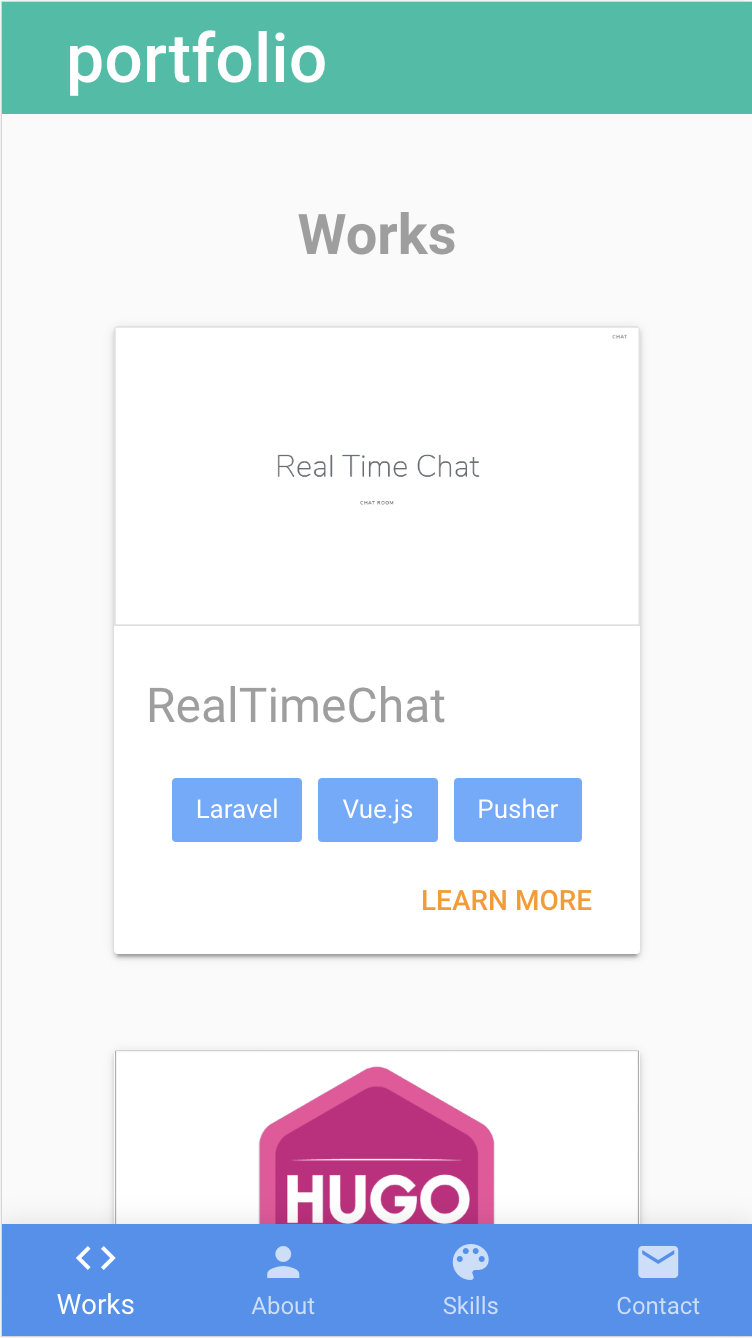 portfolio
Works
CHAT
Real Time Chat
CHAT ROOM
RealTimeChat
Laravel Vue.js Pusher
LEARN MORE
HUGO
Works About Skills Contact